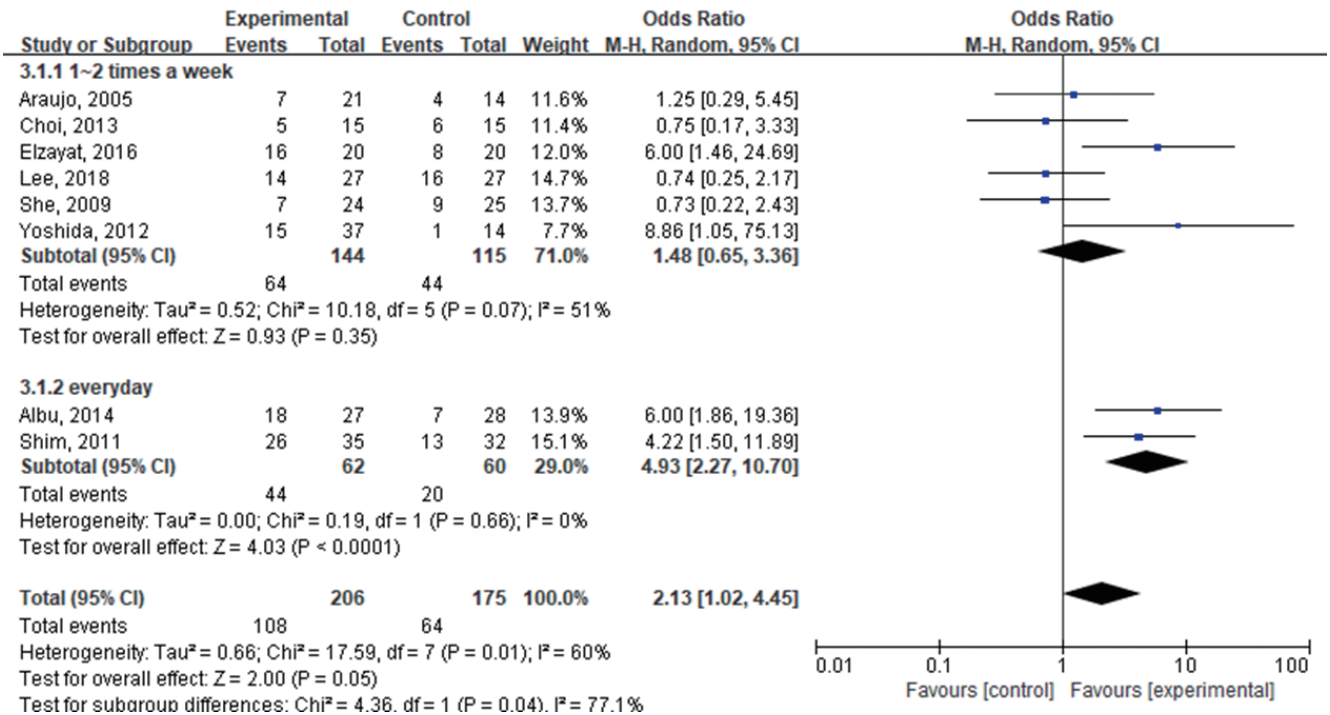 Experimental Control Odds Ratio Odds Ratio
Study or Subgroup Events Total Events Total Weight M-H, Random, 95% CI M-H, Random, 95% CI
3.1.1 1~2 times a week
Araujo, 2005 7 21 4 14 11.6% 1.25 [0.29, 5.45]
Choi, 2013 5 15 6 15 11.4% 0.75 [0.17, 3.33]
Elzayat, 2016 16 20 8 20 12.0% 6.00 [1.46, 24.69]
Lee, 2018 14 27 16 27 14.7% 0.74 [0.25, 2.17]
She, 2009 7 24 9 25 13.7% 0.73 [0.22, 2.43]
Yoshida, 2012 15 37 1 14 7.7% 8.86 [1.05, 75.13]
Subtotal (95% CI) 144 115 71.0% 1.48 [0.65, 3.36]
Total events 64 44
Heterogeneity: Tau² = 0.52; Chi² = 10.18, df = 5 (P = 0.07); I² = 51%
Test for overall effect: Z = 0.93 (P = 0.35)
3.1.2 everyday
Albu, 2014 18 27 7 28 13.9% 6.00 [1.86, 19.36]
Shim, 2011 26 35 13 32 15.1% 4.22 [1.50, 11.89]
Subtotal (95% CI) 62 60 29.0% 4.93 [2.27, 10.70]
Total events 44 20
Heterogeneity: Tau² = 0.00; Chi² = 0.19, df = 1 (P = 0.66); I² = 0%
Test for overall effect: Z = 4.03 (P < 0.0001)
Total (95% CI) 206 175 100.0% 2.13 [1.02, 4.45]
Total events 108 64
Heterogeneity: Tau² = 0.66; Chi² = 17.59, df = 7 (P = 0.01); I² = 60%
Test for overall effect: Z = 2.00 (P = 0.05)
Test for subgroup differences: Chi² = 4.36, df = 1 (P = 0.04), I² = 77.1%
0.01 0.1 1 10 100
Favours [control] Favours [experimental]